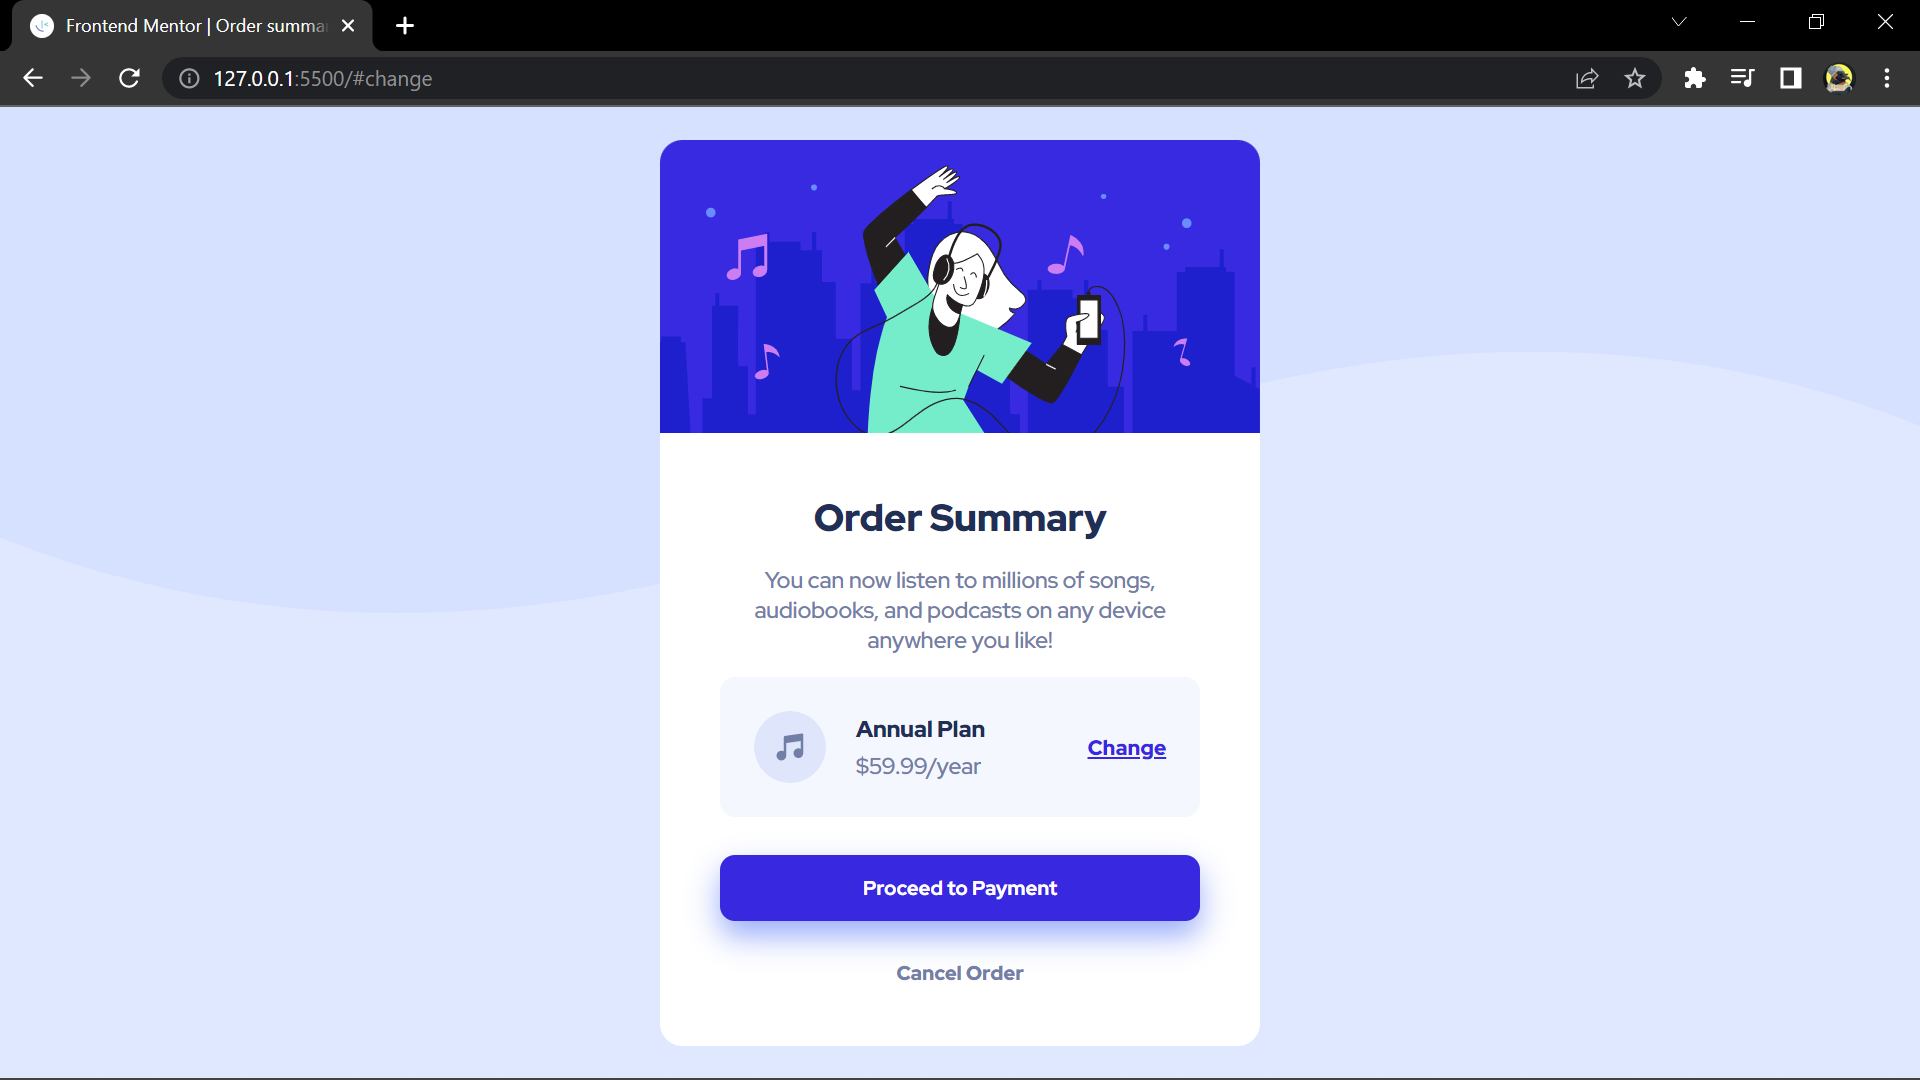 Frontend Mentor | Order summa
127.0.0.1:5500/#change
Order Summary
You can now listen to millions of songs,
audiobooks, and podcasts on any device
anywhere you like!
Annual Plan
$59.99/year
Change
Proceed to Payment
Cancel Order